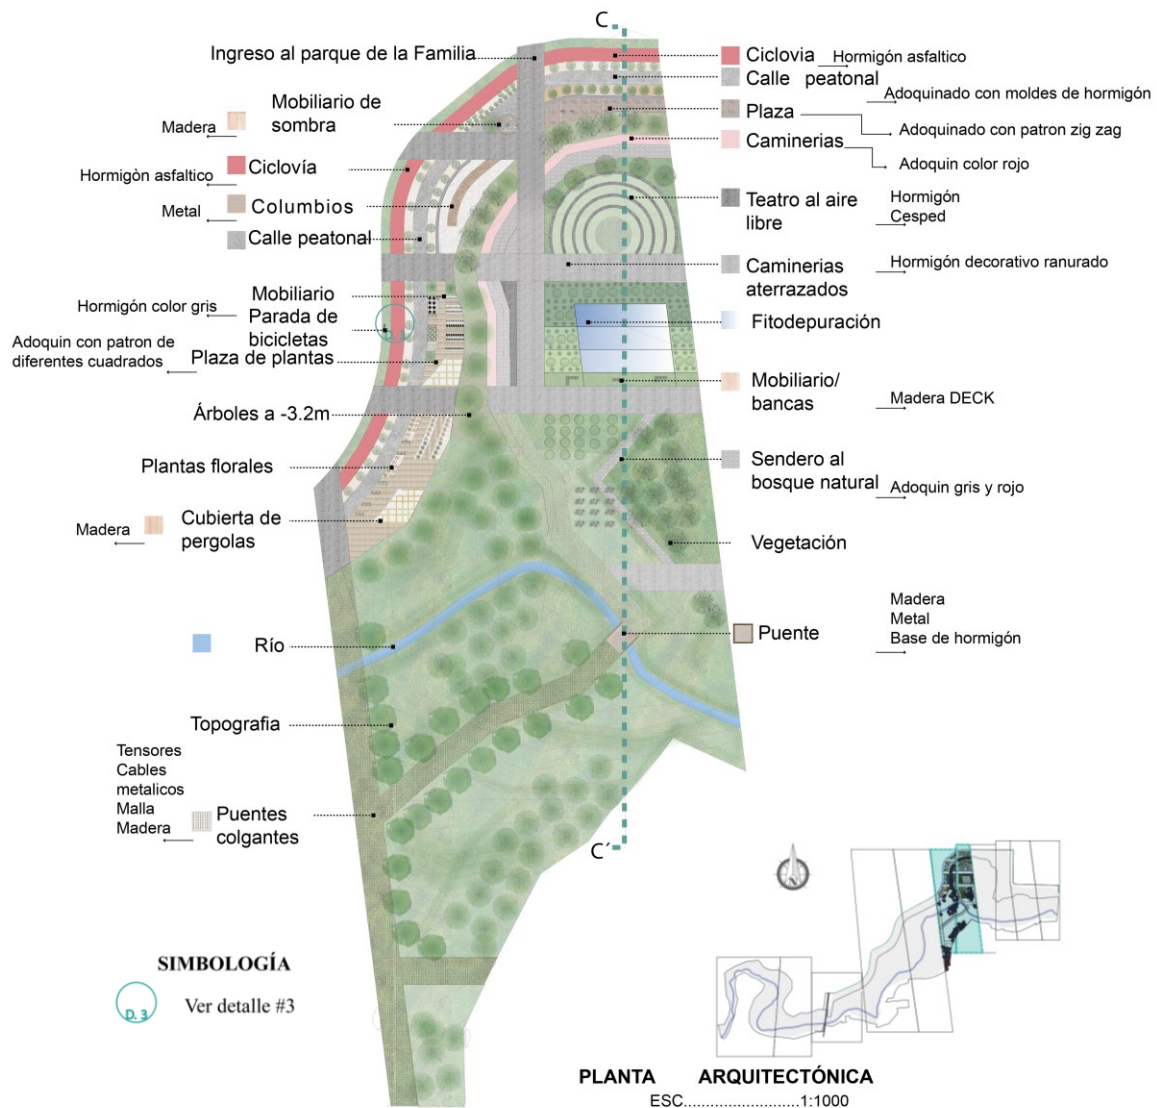 C
Ingreso al parque de la Familia
Mobiliario de
sombra
Madera
Ciclovía
Hormigòn asfaltico
Columbios
Metal
Calle peatonal
Mobiliario
Parada de
bicicletas
Hormigón color gris
D. 3
Adoquin con patron de
diferentes cuadrados
Plaza de plantas
Árboles a -3.2m
Plantas florales
Cubierta de
pergolas
Madera
Río
Topografia
Tensores
Cables
metalicos
Malla
Madera
Puentes
colgantes
Ciclovia
Hormigón asfaltico
Calle peatonal
Adoquinado con moldes de hormigón
Plaza
Adoquinado con patron zig zag
Caminerias
Adoquin color rojo
Teatro al aire
libre
Hormigón
Cesped
Caminerias
aterrazados
Hormigón decorativo ranurado
Fitodepuración
Mobiliario/
bancas
Madera DECK
Sendero al
bosque natural
Adoquin gris y rojo
Vegetación
Madera
Metal
Base de hormigón
Puente
C´
SIMBOLOGÍA
D. 3
Ver detalle #3
PLANTA ARQUITECTÓNICA
ESC........................1:1000